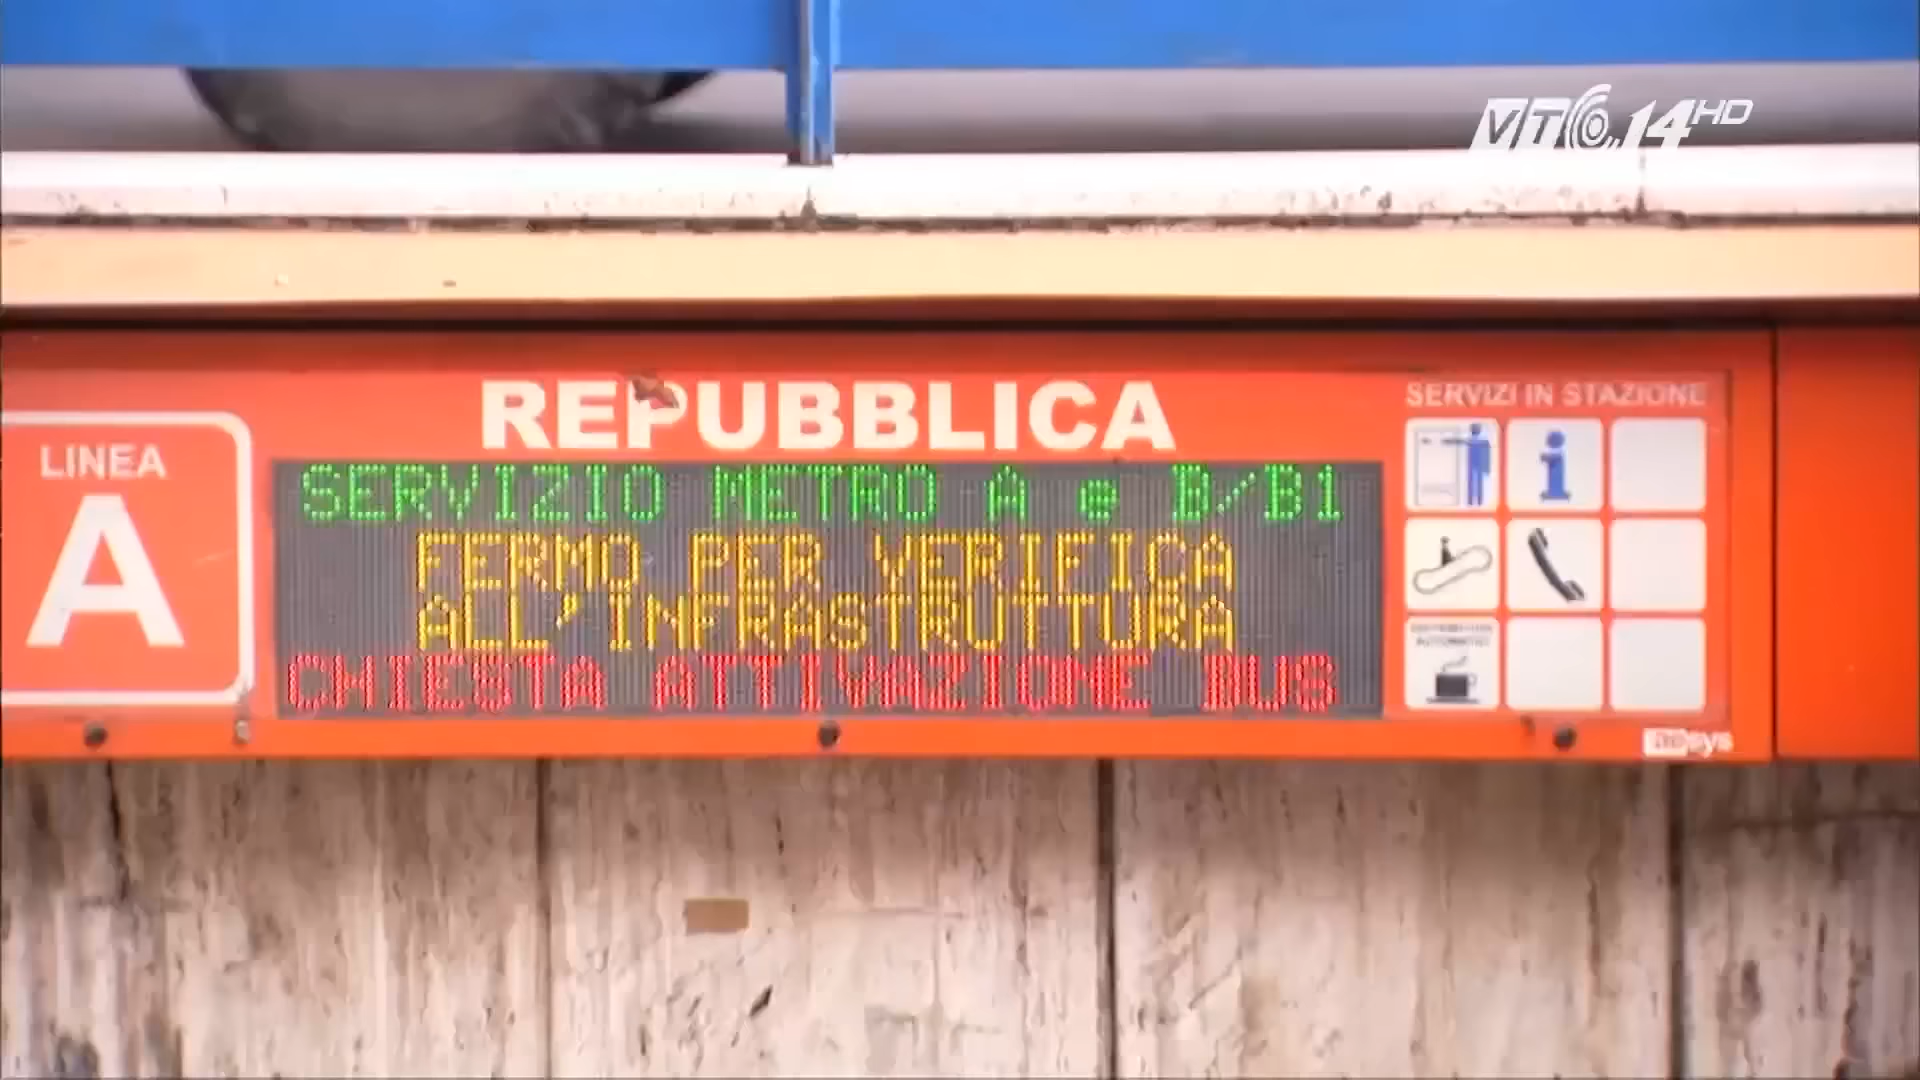 VTC14 HD
REPUBBLICA
SERVIZI IN STAZIONE
LINEA
A
SERVIZIO METRO A e B/B1
FERMO PER VERIFICA
ALL'INFRASTRUTTURA
CHIESTA ATTIVAZIONE BUS